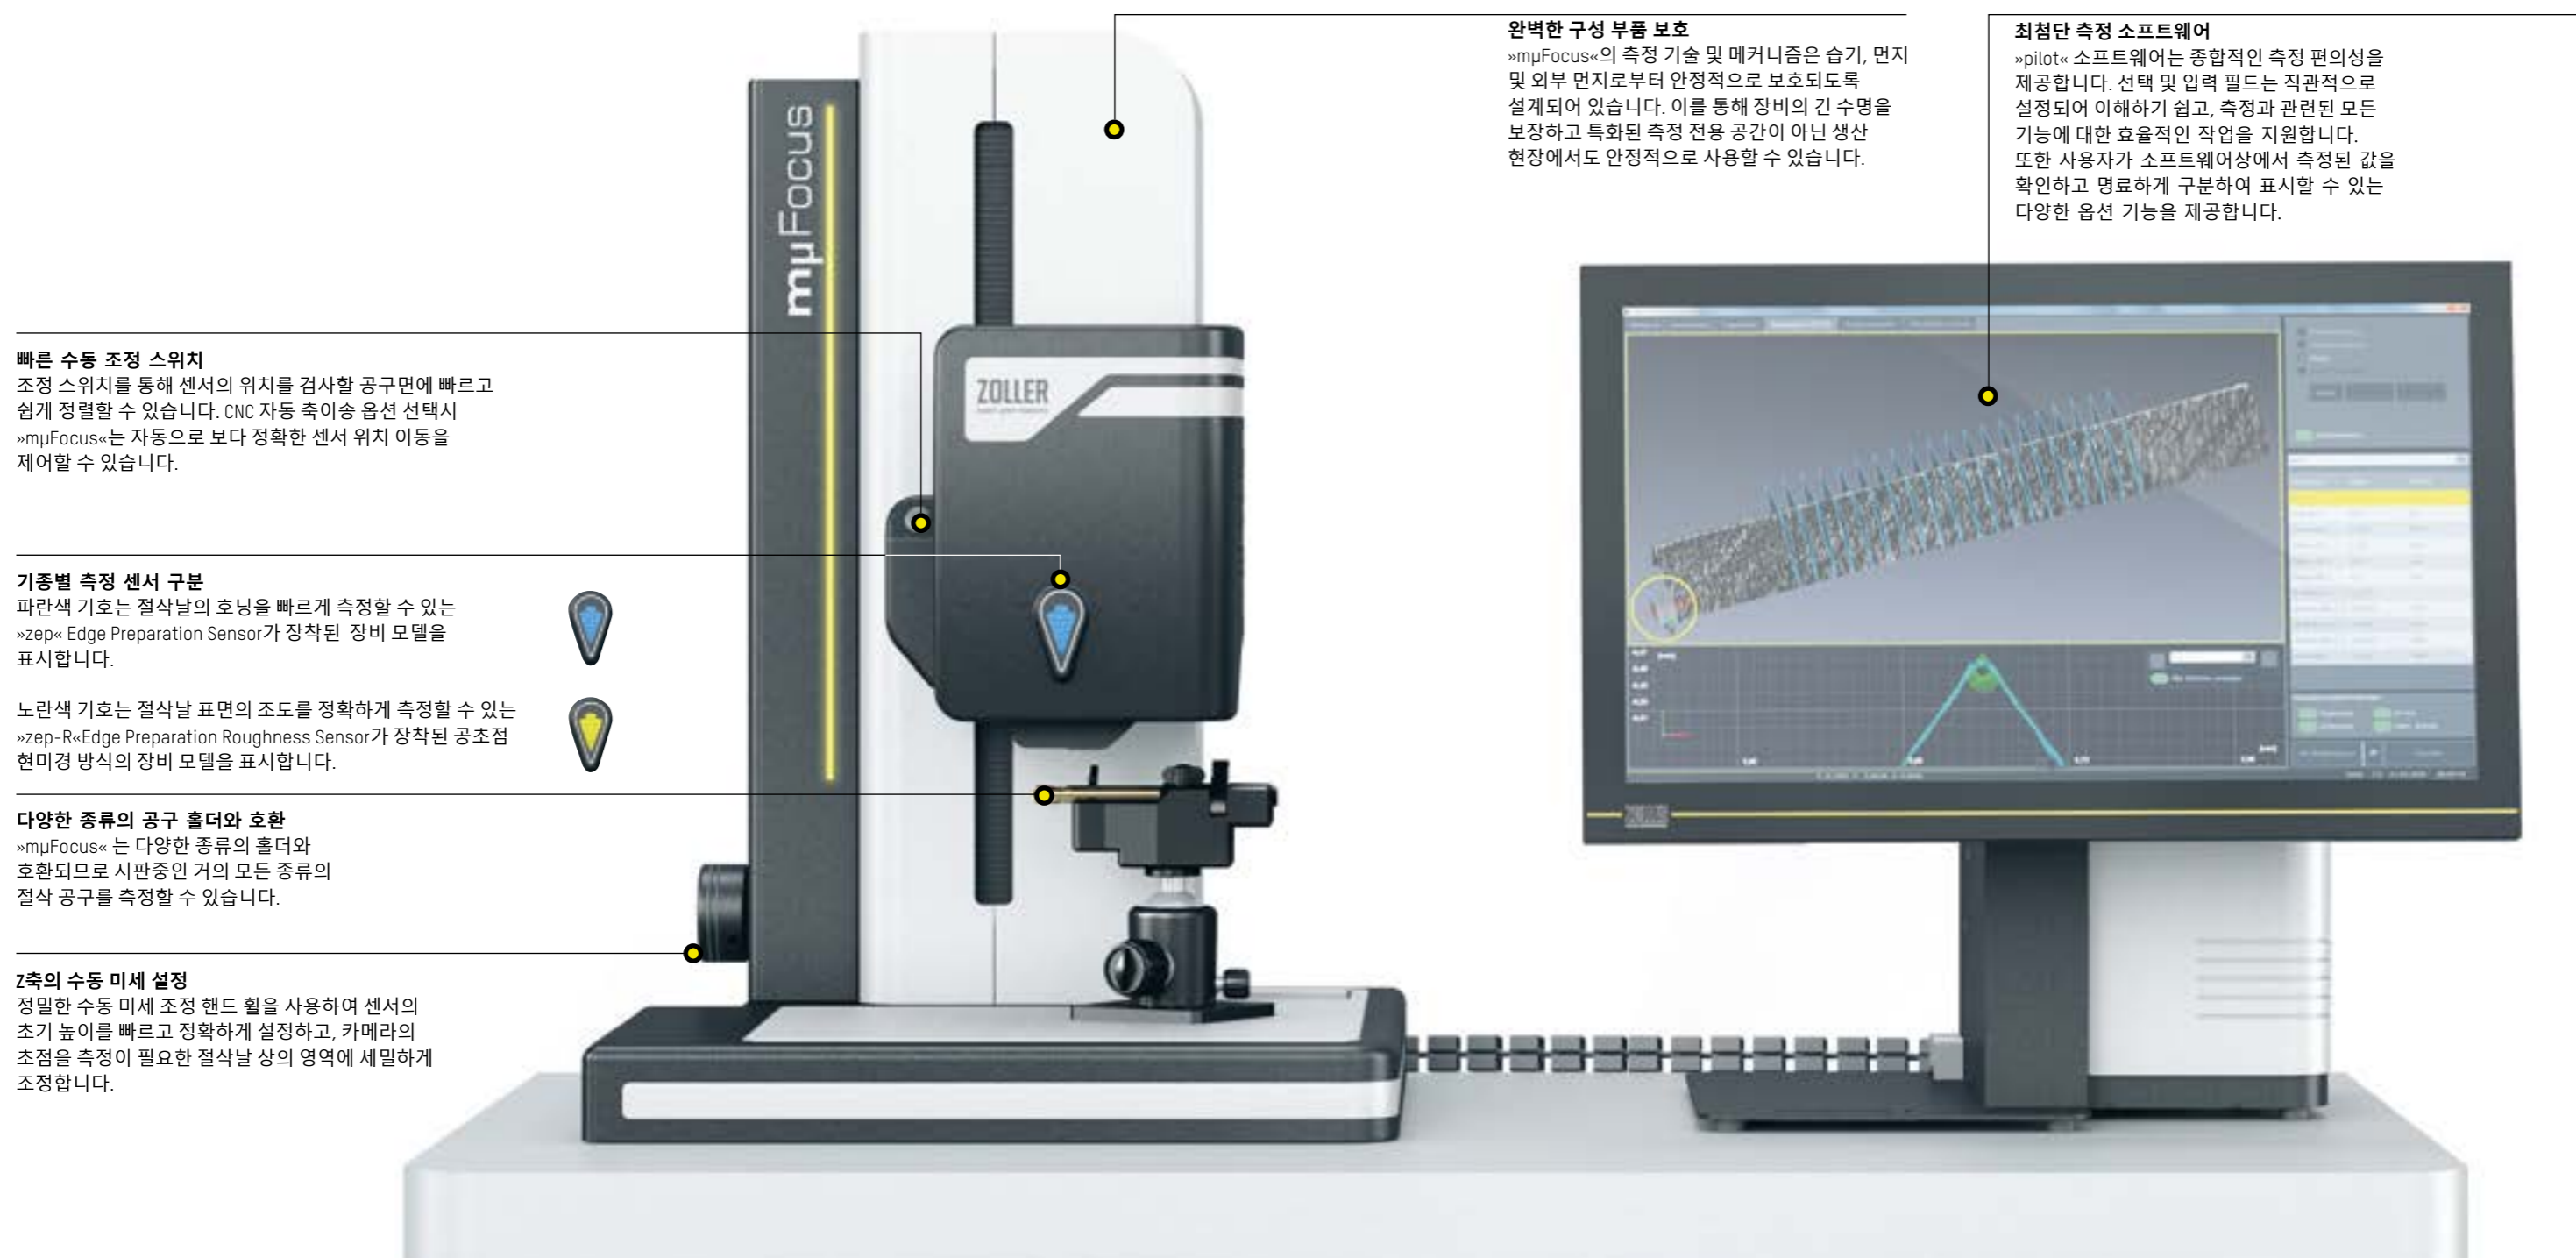 완벽한 구성 부품 보호
»mµFocus«의 측정 기술 및 메커니즘은 습기, 먼지
및 외부 먼지로부터 안정적으로 보호되도록
설계되어 있습니다. 이를 통해 장비의 긴 수명을
보장하고 특화된 측정 전용 공간이 아닌 생산
현장에서도 안정적으로 사용할 수 있습니다.
최첨단 측정 소프트웨어
»pilot« 소프트웨어는 종합적인 측정 편의성을
제공합니다. 선택 및 입력 필드는 직관적으로
설정되어 이해하기 쉽고, 측정과 관련된 모든
기능에 대한 효율적인 작업을 지원합니다.
또한 사용자가 소프트웨어상에서 측정된 값을
확인하고 명료하게 구분하여 표시할 수 있는
다양한 옵션 기능을 제공합니다.
mµFocus
ZOLLER
빠른 수동 조정 스위치
조정 스위치를 통해 센서의 위치를 검사할 공구면에 빠르고
쉽게 정렬할 수 있습니다. CNC 자동 축이송 옵션 선택시
»mµFocus«는 자동으로 보다 정확한 센서 위치 이동을
제어할 수 있습니다.
기종별 측정 센서 구분
파란색 기호는 절삭날의 호닝을 빠르게 측정할 수 있는
»zep« Edge Preparation Sensor가 장착된 장비 모델을
표시합니다.
노란색 기호는 절삭날 표면의 조도를 정확하게 측정할 수 있는
»zep-R«Edge Preparation Roughness Sensor가 장착된 공초점
현미경 방식의 장비 모델을 표시합니다.
다양한 종류의 공구 홀더와 호환
»mµFocus« 는 다양한 종류의 홀더와
호환되므로 시판중인 거의 모든 종류의
절삭 공구를 측정할 수 있습니다.
Z축의 수동 미세 설정
정밀한 수동 미세 조정 핸드 휠을 사용하여 센서의
초기 높이를 빠르고 정확하게 설정하고, 카메라의
초점을 측정이 필요한 절삭날 상의 영역에 세밀하게
조정합니다.